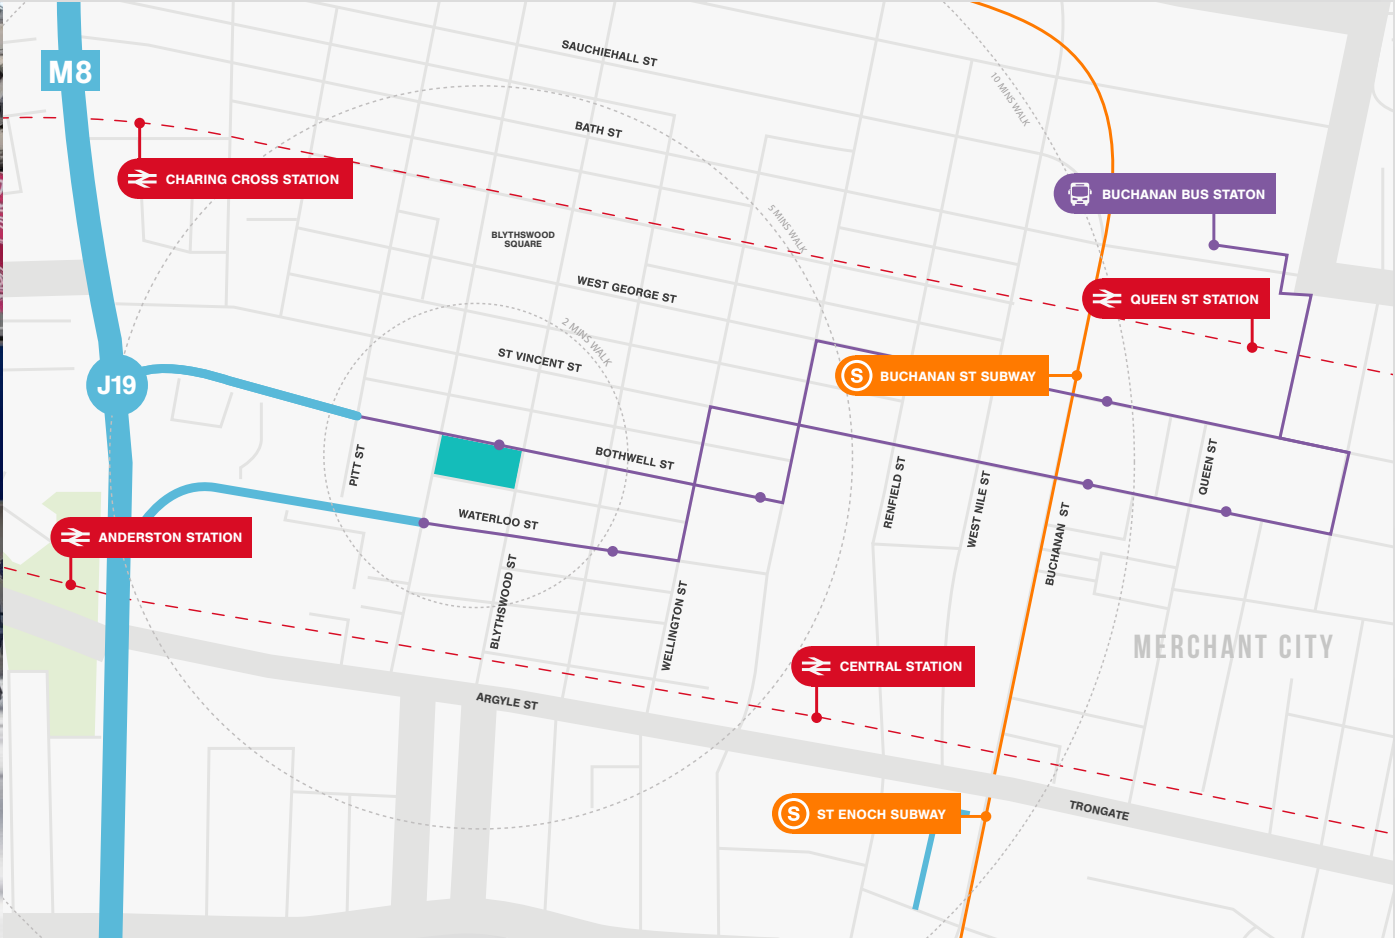 SAUCHIEHALL ST
M8
10 MINS WALK
BATH ST
CHARING CROSS STATION
BUCHANAN BUS STATON
5 MINS WALK
BLYTHSWOOD
SQUARE
WEST GEORGE ST
QUEEN ST STATION
2 MINS WALK
ST VINCENT ST
J19
S
BUCHANAN ST SUBWAY
PITT ST
BOTHWELL ST
QUEEN ST
RENFIELD ST
WEST NILE ST
WATERLOO ST
BUCHANAN ST
ANDERSTON STATION
BLYTHSWOOD ST
WELLINGTON ST
MERCHANT CITY
CENTRAL STATION
ARGYLE ST
S
ST ENOCH SUBWAY
TRONGATE